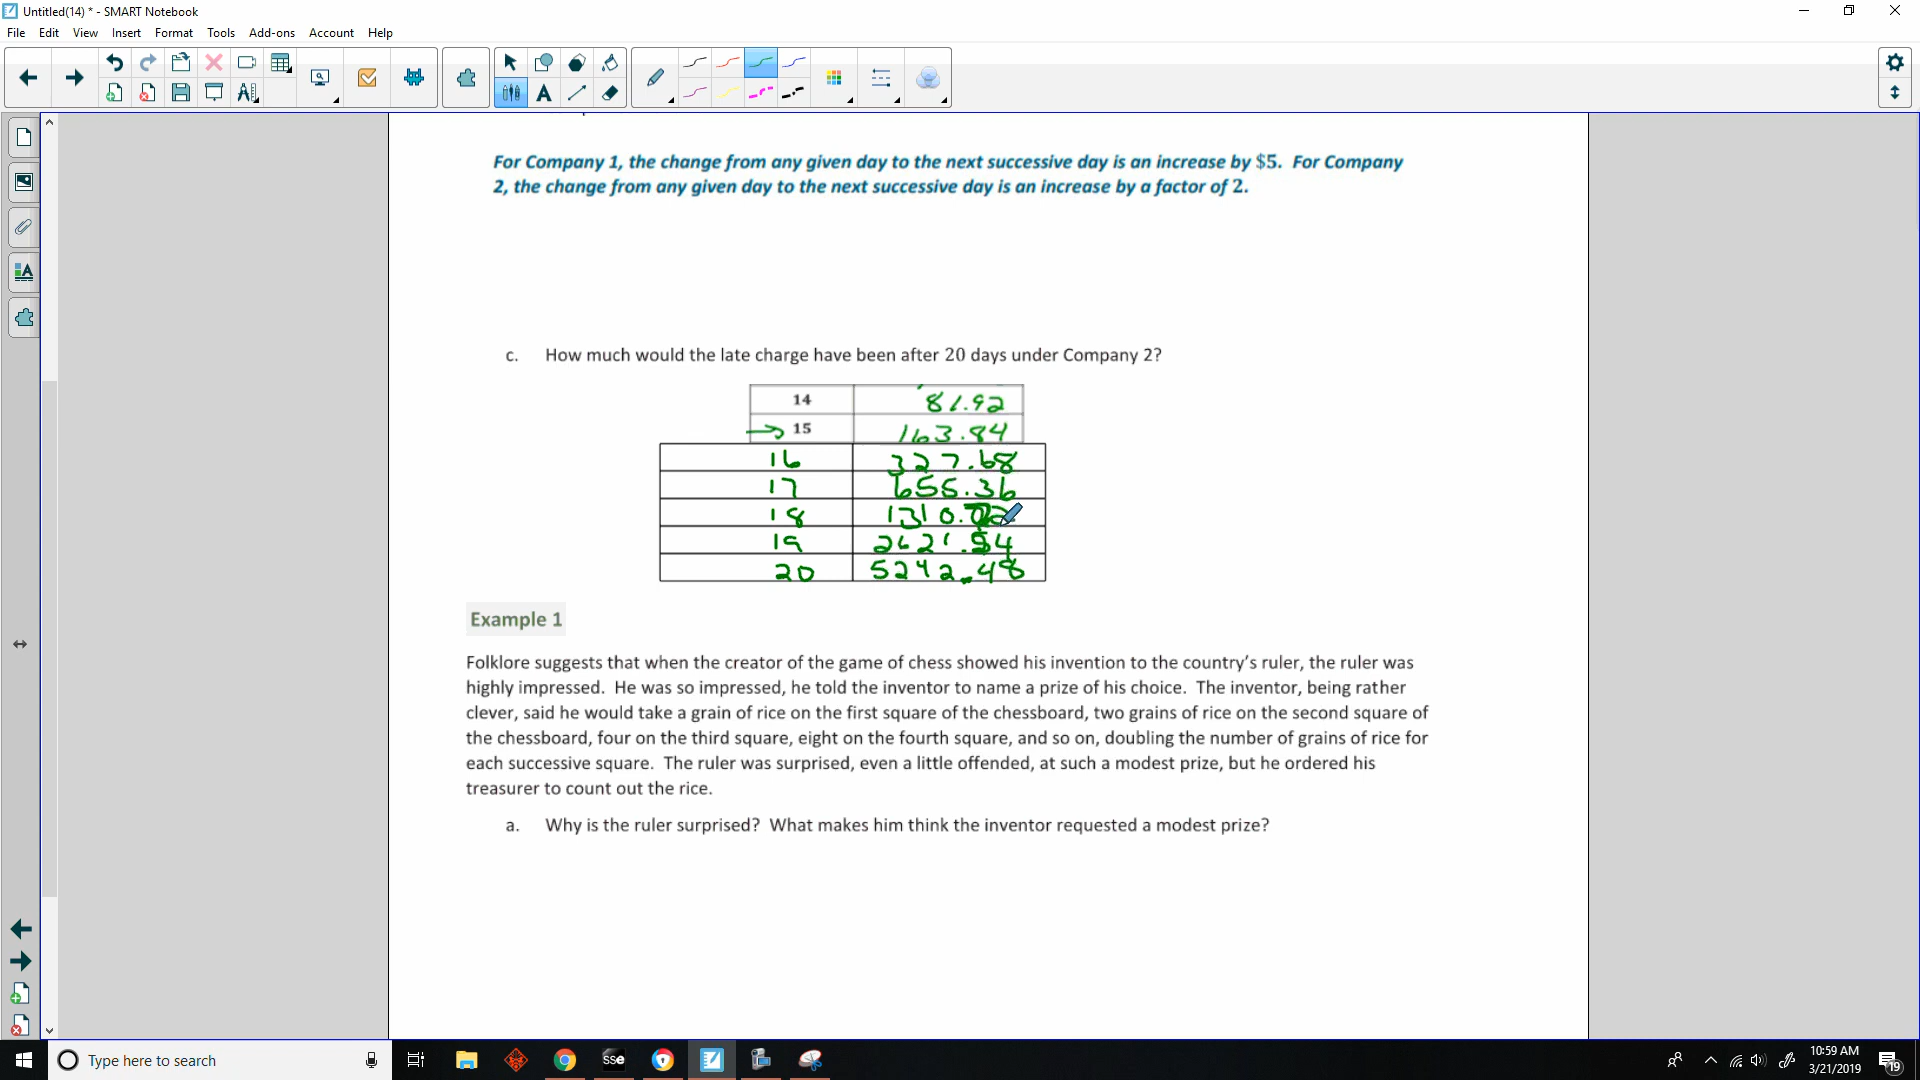 Untitled(14) * - SMART Notebook
File Edit View Insert Format Tools Add-ons Account Help
For Company 1, the change from any given day to the next successive day is an increase by $5. For Company
2, the change from any given day to the next successive day is an increase by a factor of 2.
c. How much would the late charge have been after 20 days under Company 2?
14 81.92
→ 15 163.84
16 327.68
17 655.36
18 1310.72
19 2621.54
20 5242.48
Example 1
Folklore suggests that when the creator of the game of chess showed his invention to the country's ruler, the ruler was
highly impressed. He was so impressed, he told the inventor to name a prize of his choice. The inventor, being rather
clever, said he would take a grain of rice on the first square of the chessboard, two grains of rice on the second square of
the chessboard, four on the third square, eight on the fourth square, and so on, doubling the number of grains of rice for
each successive square. The ruler was surprised, even a little offended, at such a modest prize, but he ordered his
treasurer to count out the rice.
a. Why is the ruler surprised? What makes him think the inventor requested a modest prize?
Type here to search
sse
10:59 AM
3/21/2019
19